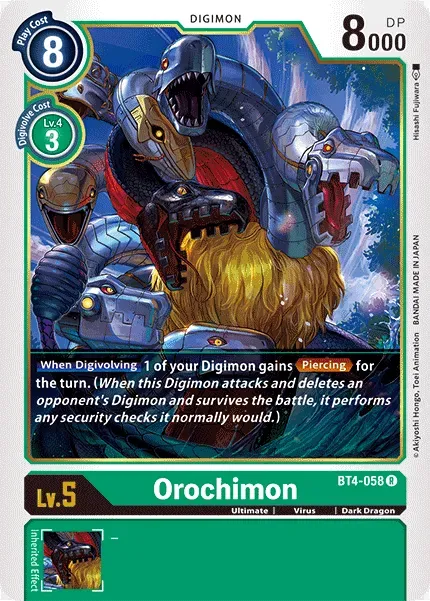 DIGIMON
Play Cost
8
DP
8000
Digivolve Cost
Lv.4
3
Hisashi Fujiwara
When Digivolving 1 of your Digimon gains Piercing for
the turn. (When this Digimon attacks and deletes an
opponent's Digimon and survives the battle, it performs
any security checks it normally would.)
© Akiyoshi Hongo, Toei Animation BANDAI MADE IN JAPAN
Lv.5
Orochimon
BT4-058 R
Ultimate | Virus | Dark Dragon
Inherited Effect
–